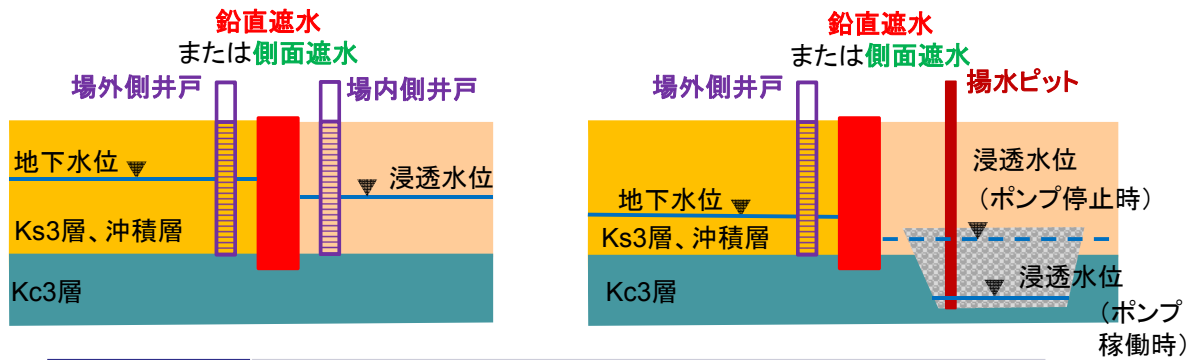 鉛直遮水
または側面遮水
場外側井戸
場内側井戸
地下水位
浸透水位
Ks3層、沖積層
Kc3層
鉛直遮水
または側面遮水
場外側井戸
揚水ピット
浸透水位
（ポンプ停止時）
地下水位
Ks3層、沖積層
浸透水位
Kc3層
（ポンプ
稼働時）